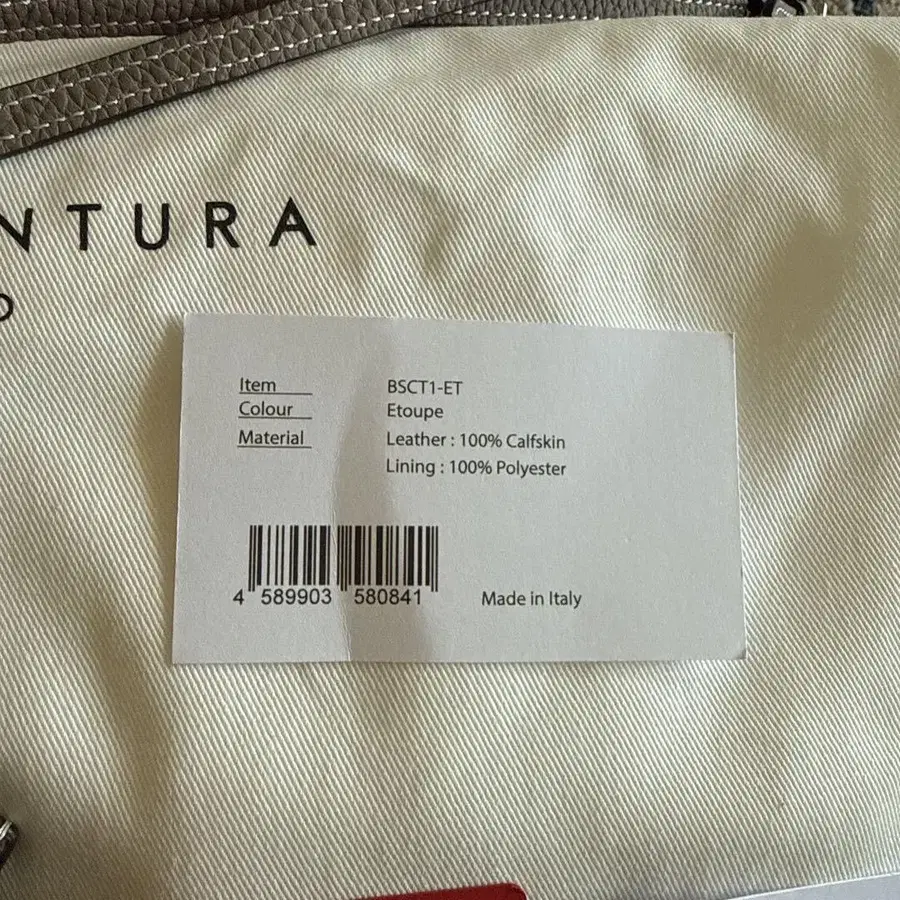 NTURA
O
Item BSCT1-ET
Colour Etoupe
Material Leather : 100% Calfskin
Lining : 100% Polyester
4 589903 580841
Made in Italy